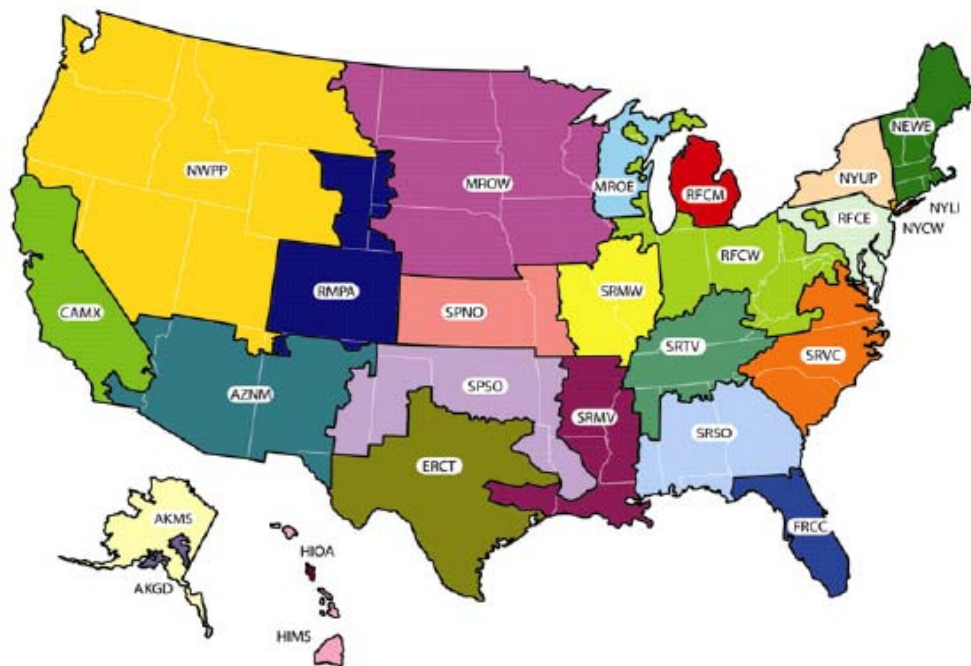 NEWE
NWPP
MROW
MROE
RFCM
NYUP
NYLI
NYCW
RFCE
RFCW
RMPA
SRMW
SPNO
CAMX
SRTV
SRVC
SPSO
AZNM
SRMV
SRSO
ERCT
FRCC
AKMS
HIOA
AKGD
HIMS